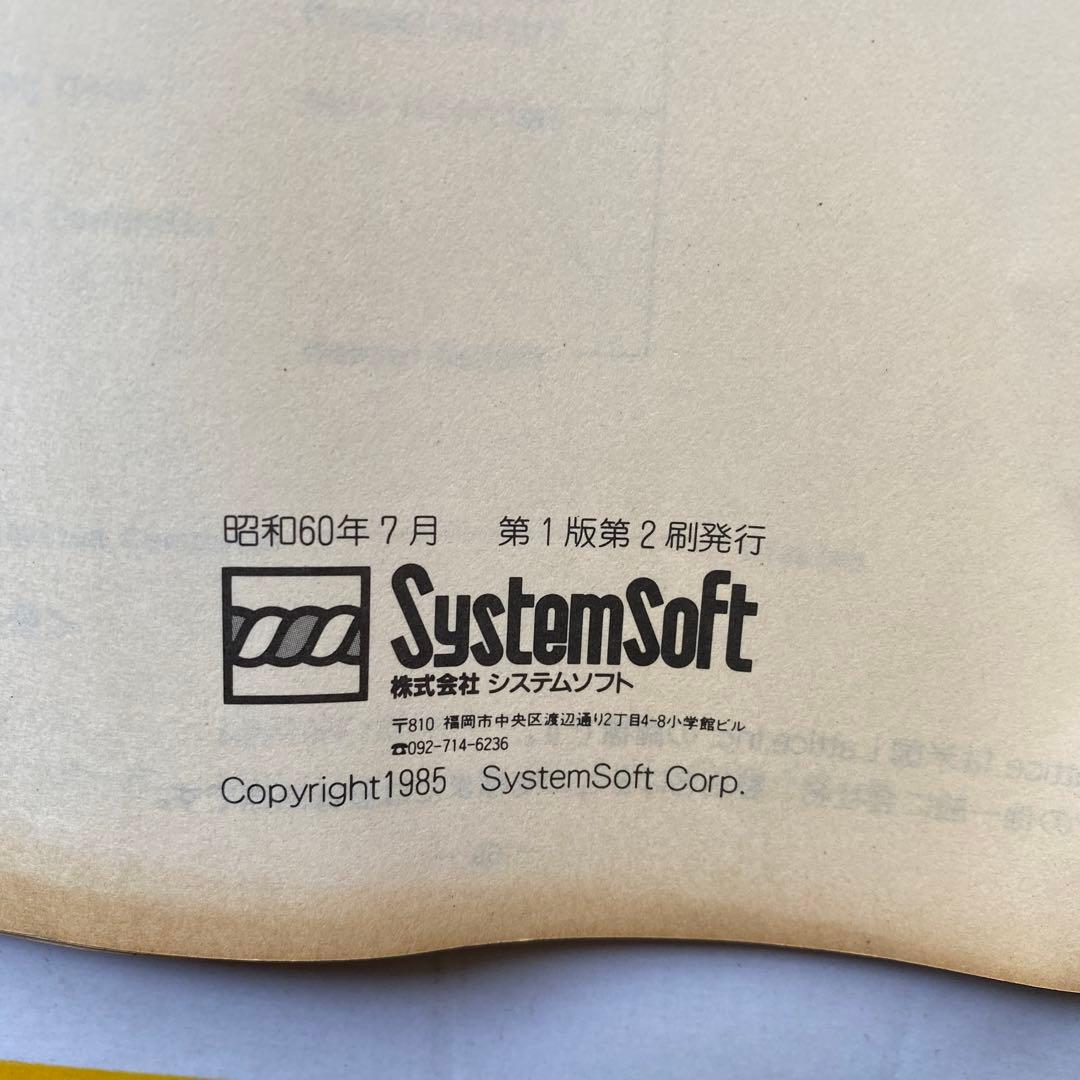 昭和60年7月 第1版第2刷発行
SystemSoft
株式会社 システムソフト
〒810 福岡市中央区渡辺通り2丁目4-8小学館ビル
☎092-714-6236
Copyright1985 SystemSoft Corp.